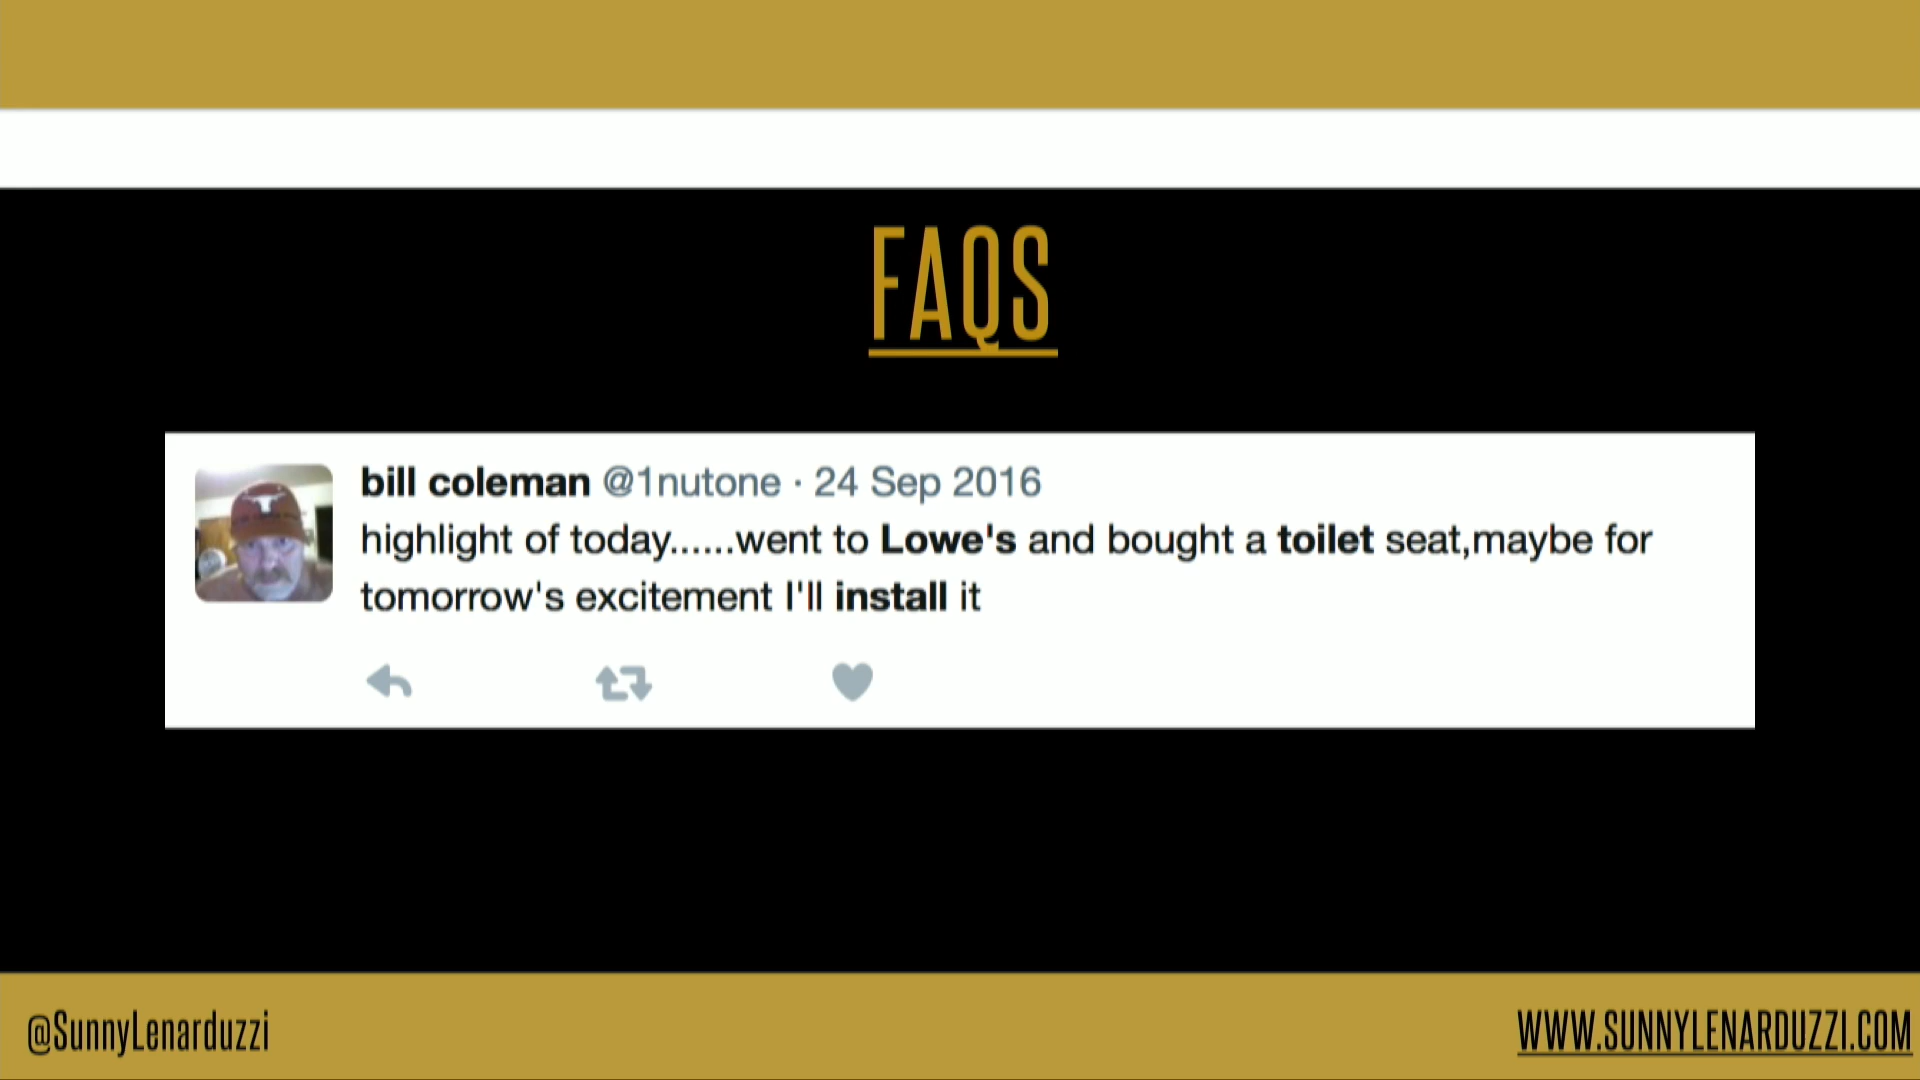 FAQS
bill coleman @1nutone · 24 Sep 2016
highlight of today......went to Lowe's and bought a toilet seat,maybe for
tomorrow's excitement I'll install it
@SunnyLenarduzzi
WWW.SUNNYLENARDUZZI.COM